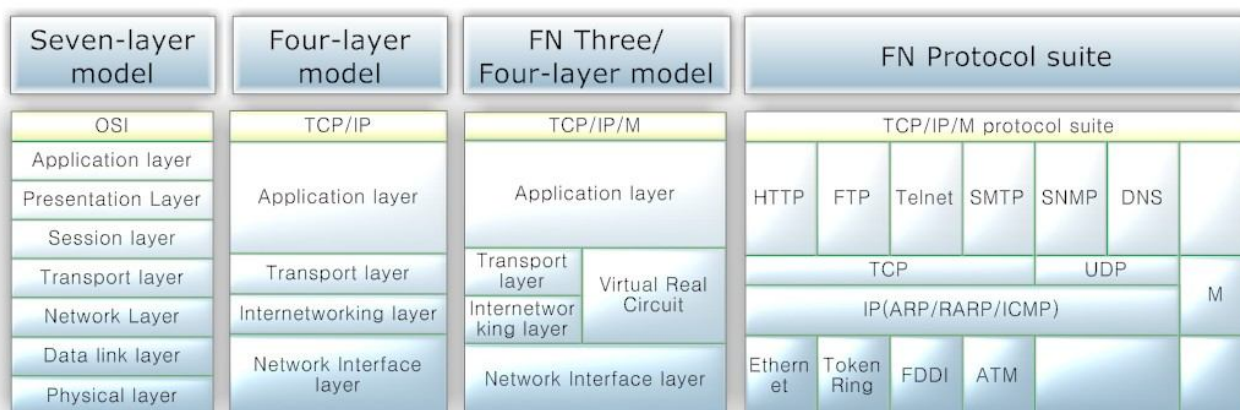 Seven-layer
model
Four-layer
model
FN Three/
Four-layer model
FN Protocol suite
OSI
Application layer
Presentation Layer
Session layer
Transport layer
Network Layer
Data link layer
Physical layer
TCP/IP
Application layer
Transport layer
Internetworking layer
Network Interface
layer
TCP/IP/M
Application layer
Transport
layer
Internetwor
king layer
Virtual Real
Circuit
Network Interface layer
TCP/IP/M protocol suite
HTTP FTP Telnet SMTP SNMP DNS
TCP UDP
M
IP(ARP/RARP/ICMP)
Ethern
et
Token
Ring
FDDI
ATM